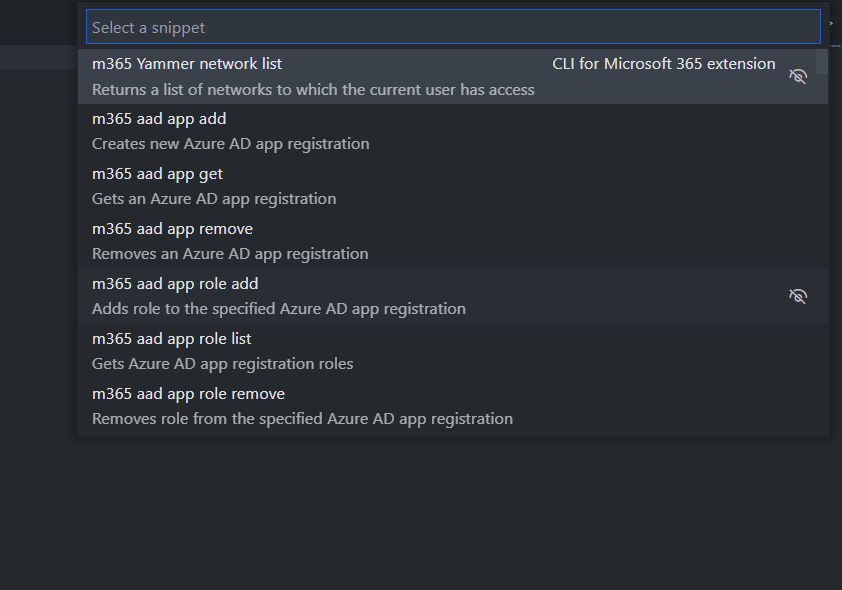 Select a snippet
m365 Yammer network list CLI for Microsoft 365 extension
Returns a list of networks to which the current user has access
m365 aad app add
Creates new Azure AD app registration
m365 aad app get
Gets an Azure AD app registration
m365 aad app remove
Removes an Azure AD app registration
m365 aad app role add
Adds role to the specified Azure AD app registration
m365 aad app role list
Gets Azure AD app registration roles
m365 aad app role remove
Removes role from the specified Azure AD app registration